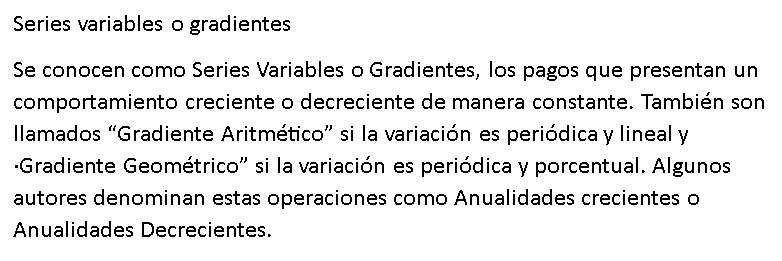 Series variables o gradientes
Se conocen como Series Variables o Gradientes, los pagos que presentan un
comportamiento creciente o decreciente de manera constante. También son
llamados “Gradiente Aritmético” si la variación es periódica y lineal y
·Gradiente Geométrico” si la variación es periódica y porcentual. Algunos
autores denominan estas operaciones como Anualidades crecientes o
Anualidades Decrecientes.